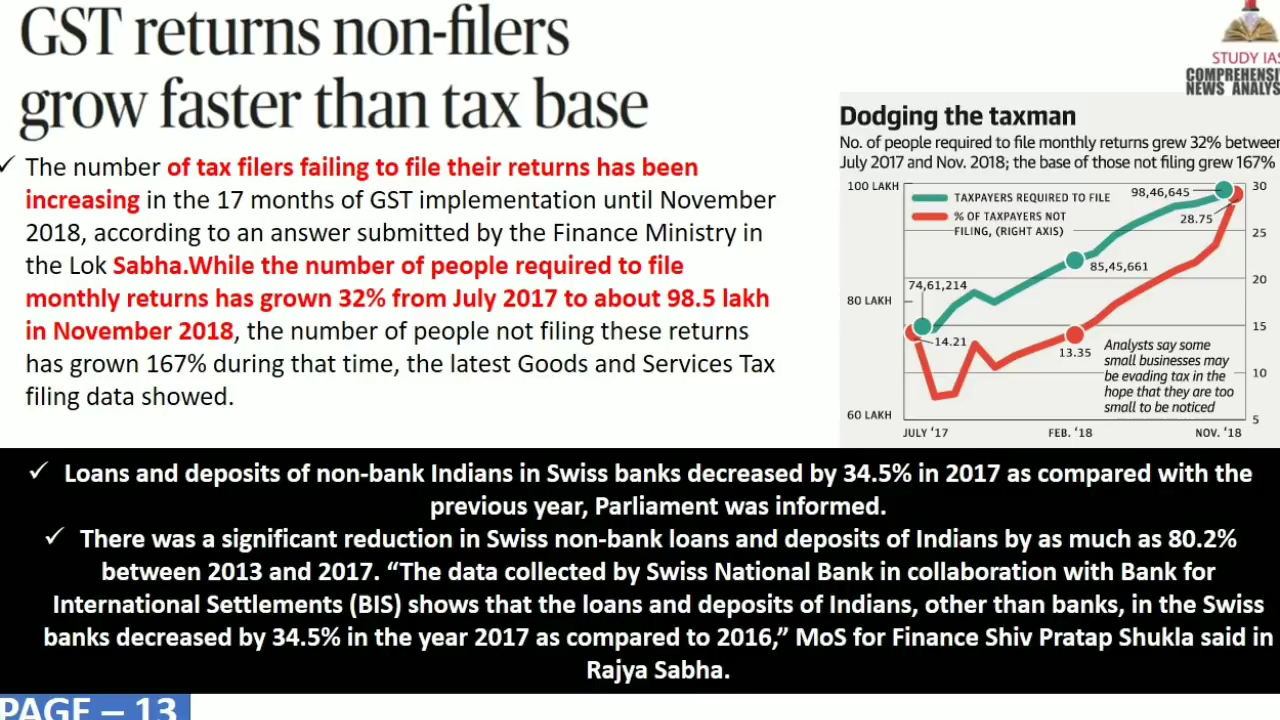 GST returns non-filers
grow faster than tax base
✓ The number of tax filers failing to file their returns has been
increasing in the 17 months of GST implementation until November
2018, according to an answer submitted by the Finance Ministry in
the Lok Sabha.While the number of people required to file
monthly returns has grown 32% from July 2017 to about 98.5 lakh
in November 2018, the number of people not filing these returns
has grown 167% during that time, the latest Goods and Services Tax
filing data showed.
STUDY IAS
COMPREHENSI
NEWS ANALYS
Dodging the taxman
No. of people required to file monthly returns grew 32% between
July 2017 and Nov. 2018; the base of those not filing grew 167%
100 LAKH
80 LAKH
60 LAKH
TAXPAYERS REQUIRED TO FILE
% OF TAXPAYERS NOT
FILING, (RIGHT AXIS)
98,46,645
28.75
85,45,661
74,61,214
14.21
13.35
Analysts say some
small businesses may
be evading tax in the
hope that they are too
small to be noticed
30
25
20
15
10
5
JULY '17
FEB. '18
NOV. '18
✓ Loans and deposits of non-bank Indians in Swiss banks decreased by 34.5% in 2017 as compared with the
previous year, Parliament was informed.
✓ There was a significant reduction in Swiss non-bank loans and deposits of Indians by as much as 80.2%
between 2013 and 2017. “The data collected by Swiss National Bank in collaboration with Bank for
International Settlements (BIS) shows that the loans and deposits of Indians, other than banks, in the Swiss
banks decreased by 34.5% in the year 2017 as compared to 2016,” MoS for Finance Shiv Pratap Shukla said in
Rajya Sabha.
PAGE – 13